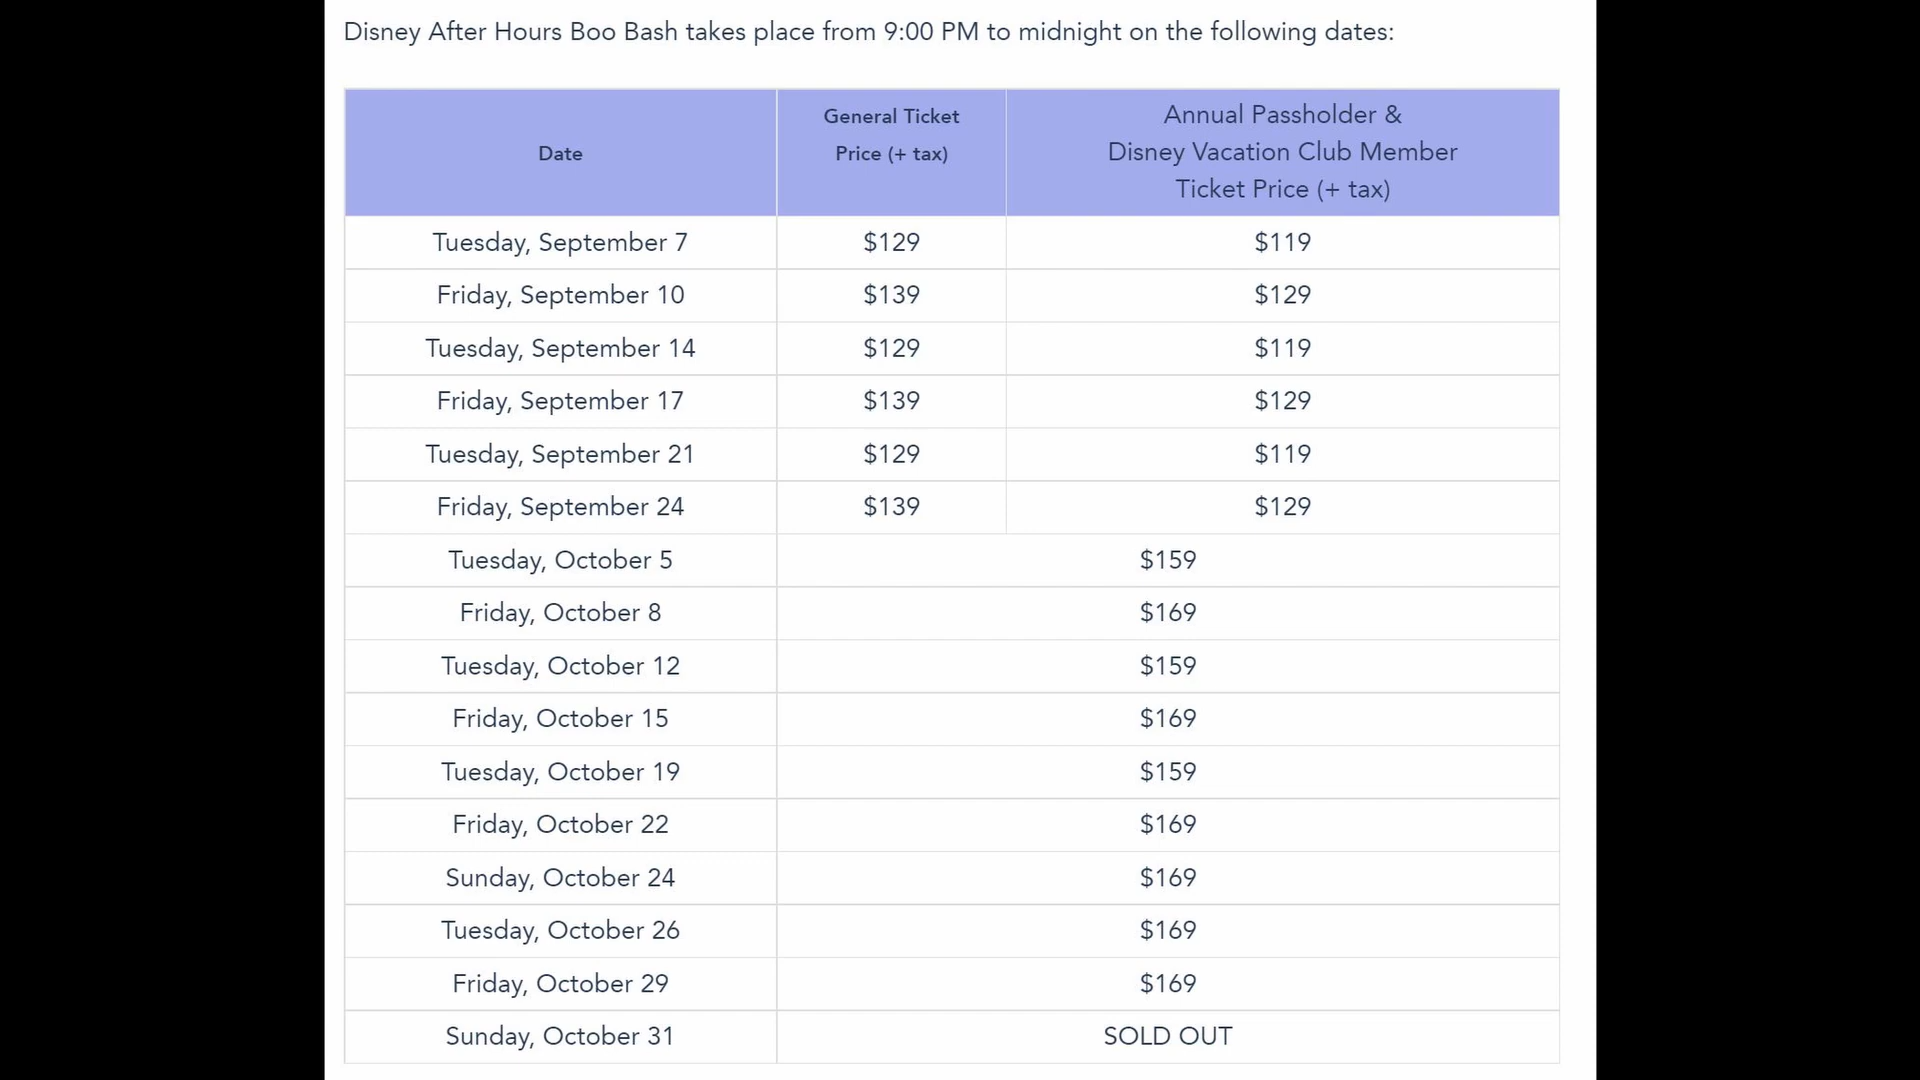 Disney After Hours Boo Bash takes place from 9:00 PM to midnight on the following dates:
Date
General Ticket
Price (+ tax)
Annual Passholder &
Disney Vacation Club Member
Ticket Price (+ tax)
Tuesday, September 7 $129 $119
Friday, September 10 $139 $129
Tuesday, September 14 $129 $119
Friday, September 17 $139 $129
Tuesday, September 21 $129 $119
Friday, September 24 $139 $129
Tuesday, October 5 $159
Friday, October 8 $169
Tuesday, October 12 $159
Friday, October 15 $169
Tuesday, October 19 $159
Friday, October 22 $169
Sunday, October 24 $169
Tuesday, October 26 $169
Friday, October 29 $169
Sunday, October 31 SOLD OUT